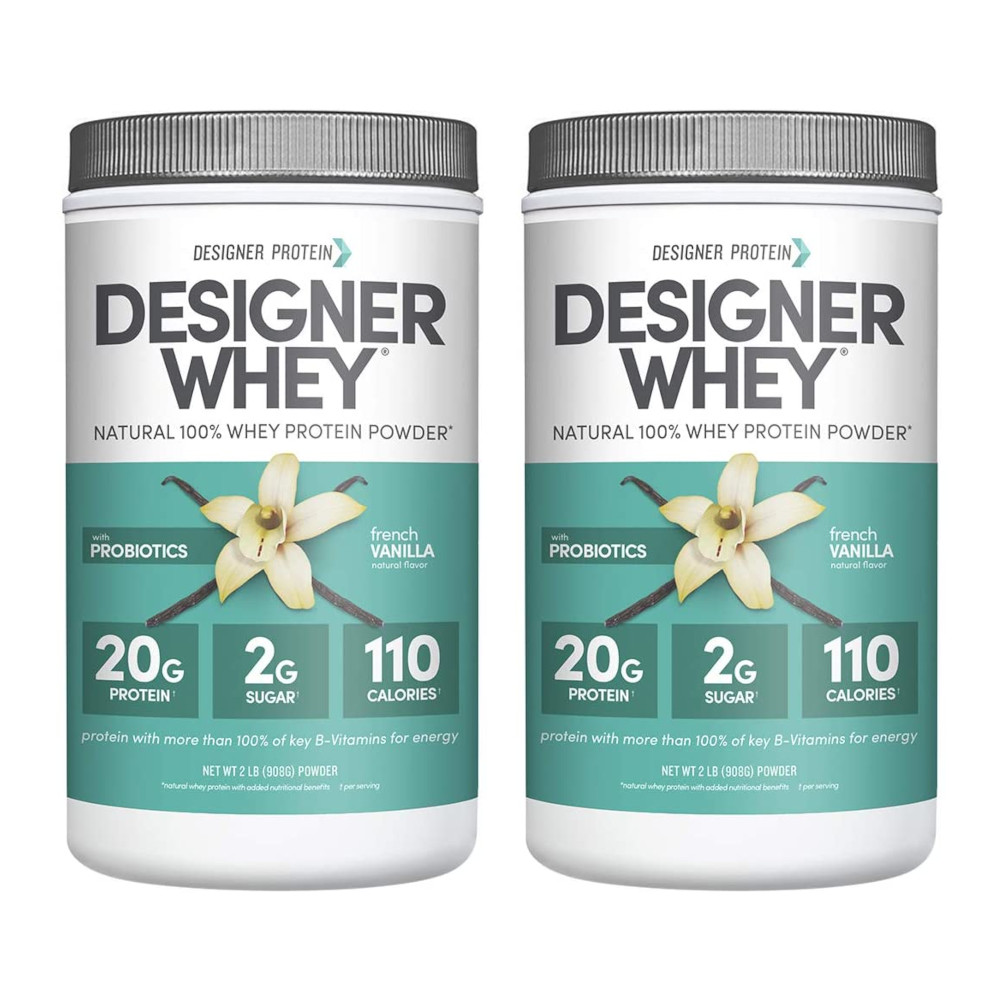 DESIGNER PROTEIN
DESIGNER
WHEY®
NATURAL 100% WHEY PROTEIN POWDER*
with
PROBIOTICS
french
VANILLA
natural flavor
20G
PROTEIN†
2G
SUGAR†
110
CALORIES†
protein with more than 100% of key B-Vitamins for energy
NET WT 2 LB (908G) POWDER
*natural whey protein with added nutritional benefits †per serving
DESIGNER PROTEIN
DESIGNER
WHEY®
NATURAL 100% WHEY PROTEIN POWDER*
with
PROBIOTICS
french
VANILLA
natural flavor
20G
PROTEIN†
2G
SUGAR†
110
CALORIES†
protein with more than 100% of key B-Vitamins for energy
NET WT 2 LB (908G) POWDER
*natural whey protein with added nutritional benefits †per serving